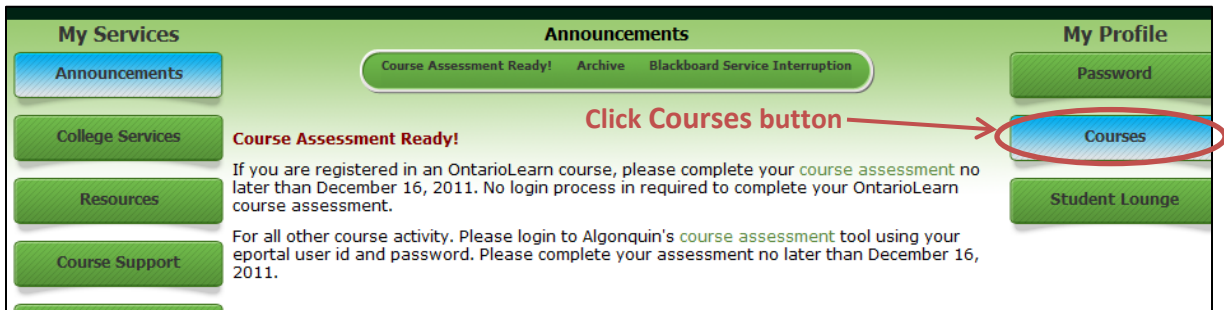 My Services
Announcements
My Profile
Announcements
Course Assessment Ready! Archive Blackboard Service Interruption
Password
Click Courses button
College Services
Course Assessment Ready!
Courses
If you are registered in an OntarioLearn course, please complete your course assessment no
later than December 16, 2011. No login process in required to complete your OntarioLearn
course assessment.
Resources
Student Lounge
For all other course activity. Please login to Algonquin's course assessment tool using your
eportal user id and password. Please complete your assessment no later than December 16,
2011.
Course Support